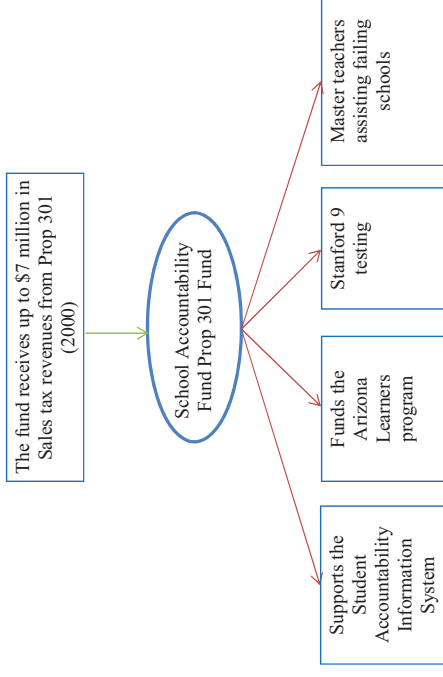 The fund receives up to $7 million in
Sales tax revenues from Prop 301
(2000)
School Accountability
Fund Prop 301 Fund
Supports the
Student
Accountability
Information
System
Funds the
Arizona
Learners
program
Stanford 9
testing
Master teachers
assisting failing
schools